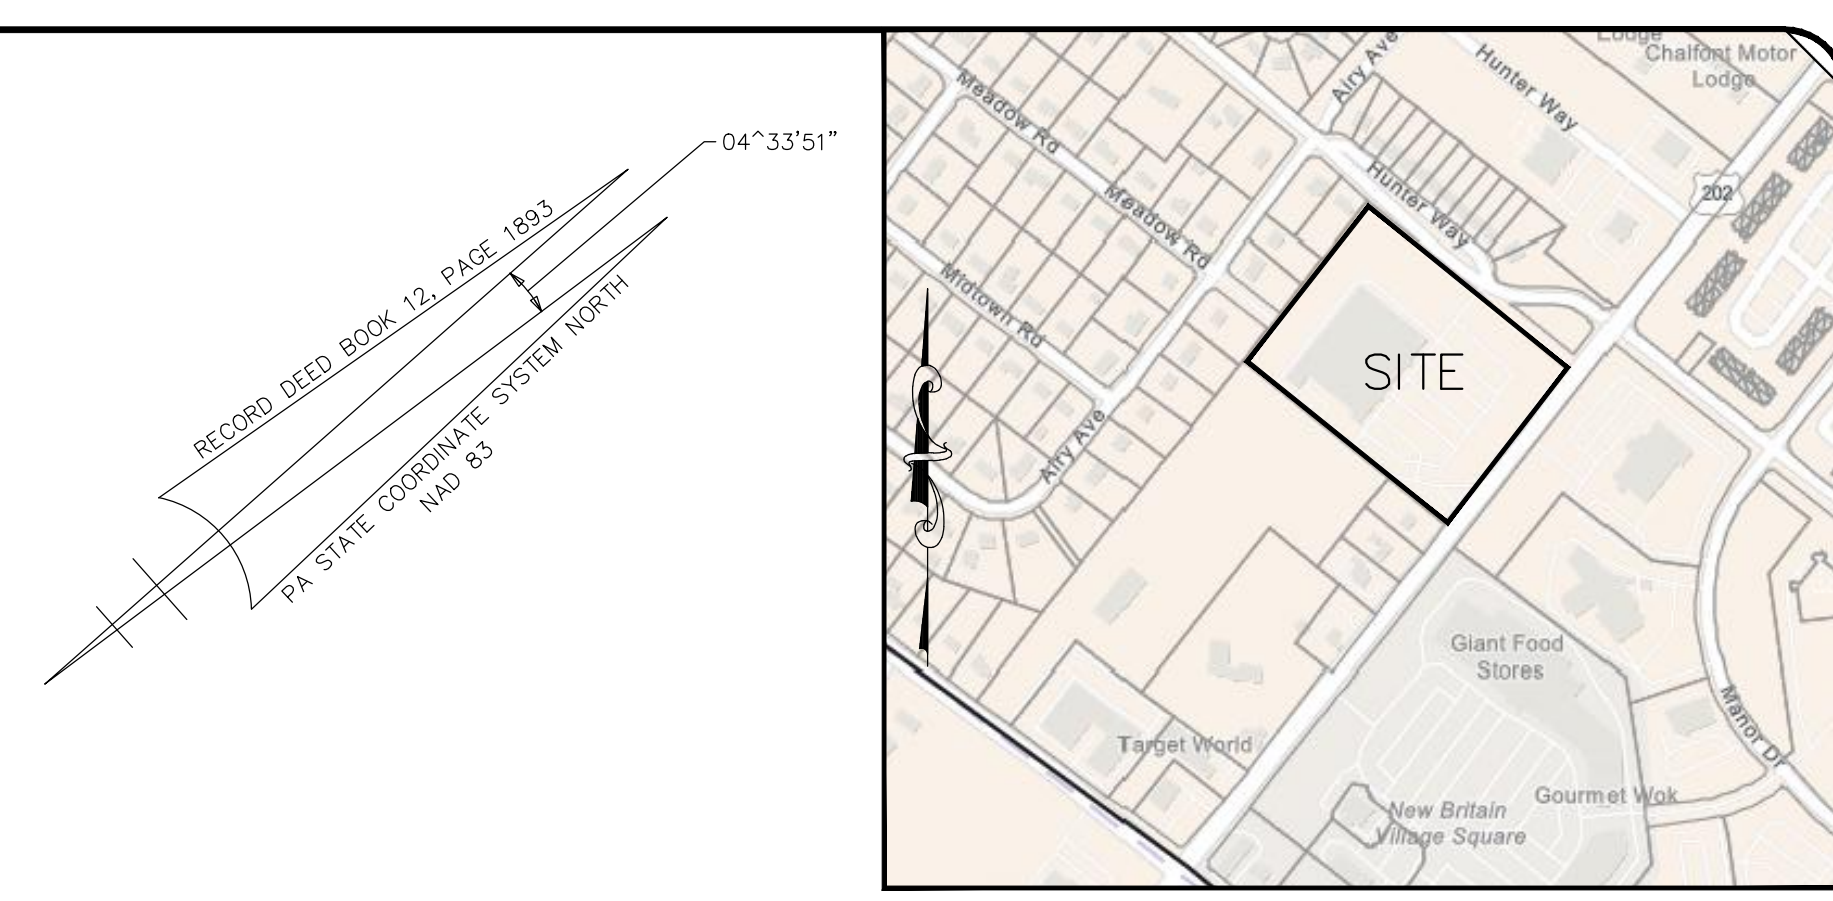 04^33'51”
RECORD DEED BOOK 12, PAGE 1893
PA STATE COORDINATE SYSTEM NORTH
NAD 83
Lodge
Chalfont Motor
Lodge
Airy Ave
Hunter Way
Meadow Rd
202
Hunter Way
Meadow Rd
Midtown Rd
SITE
Airy Ave
Giant Food
Stores
Manor Dr
Target World
Gourmet Wok
New Britain
Village Square